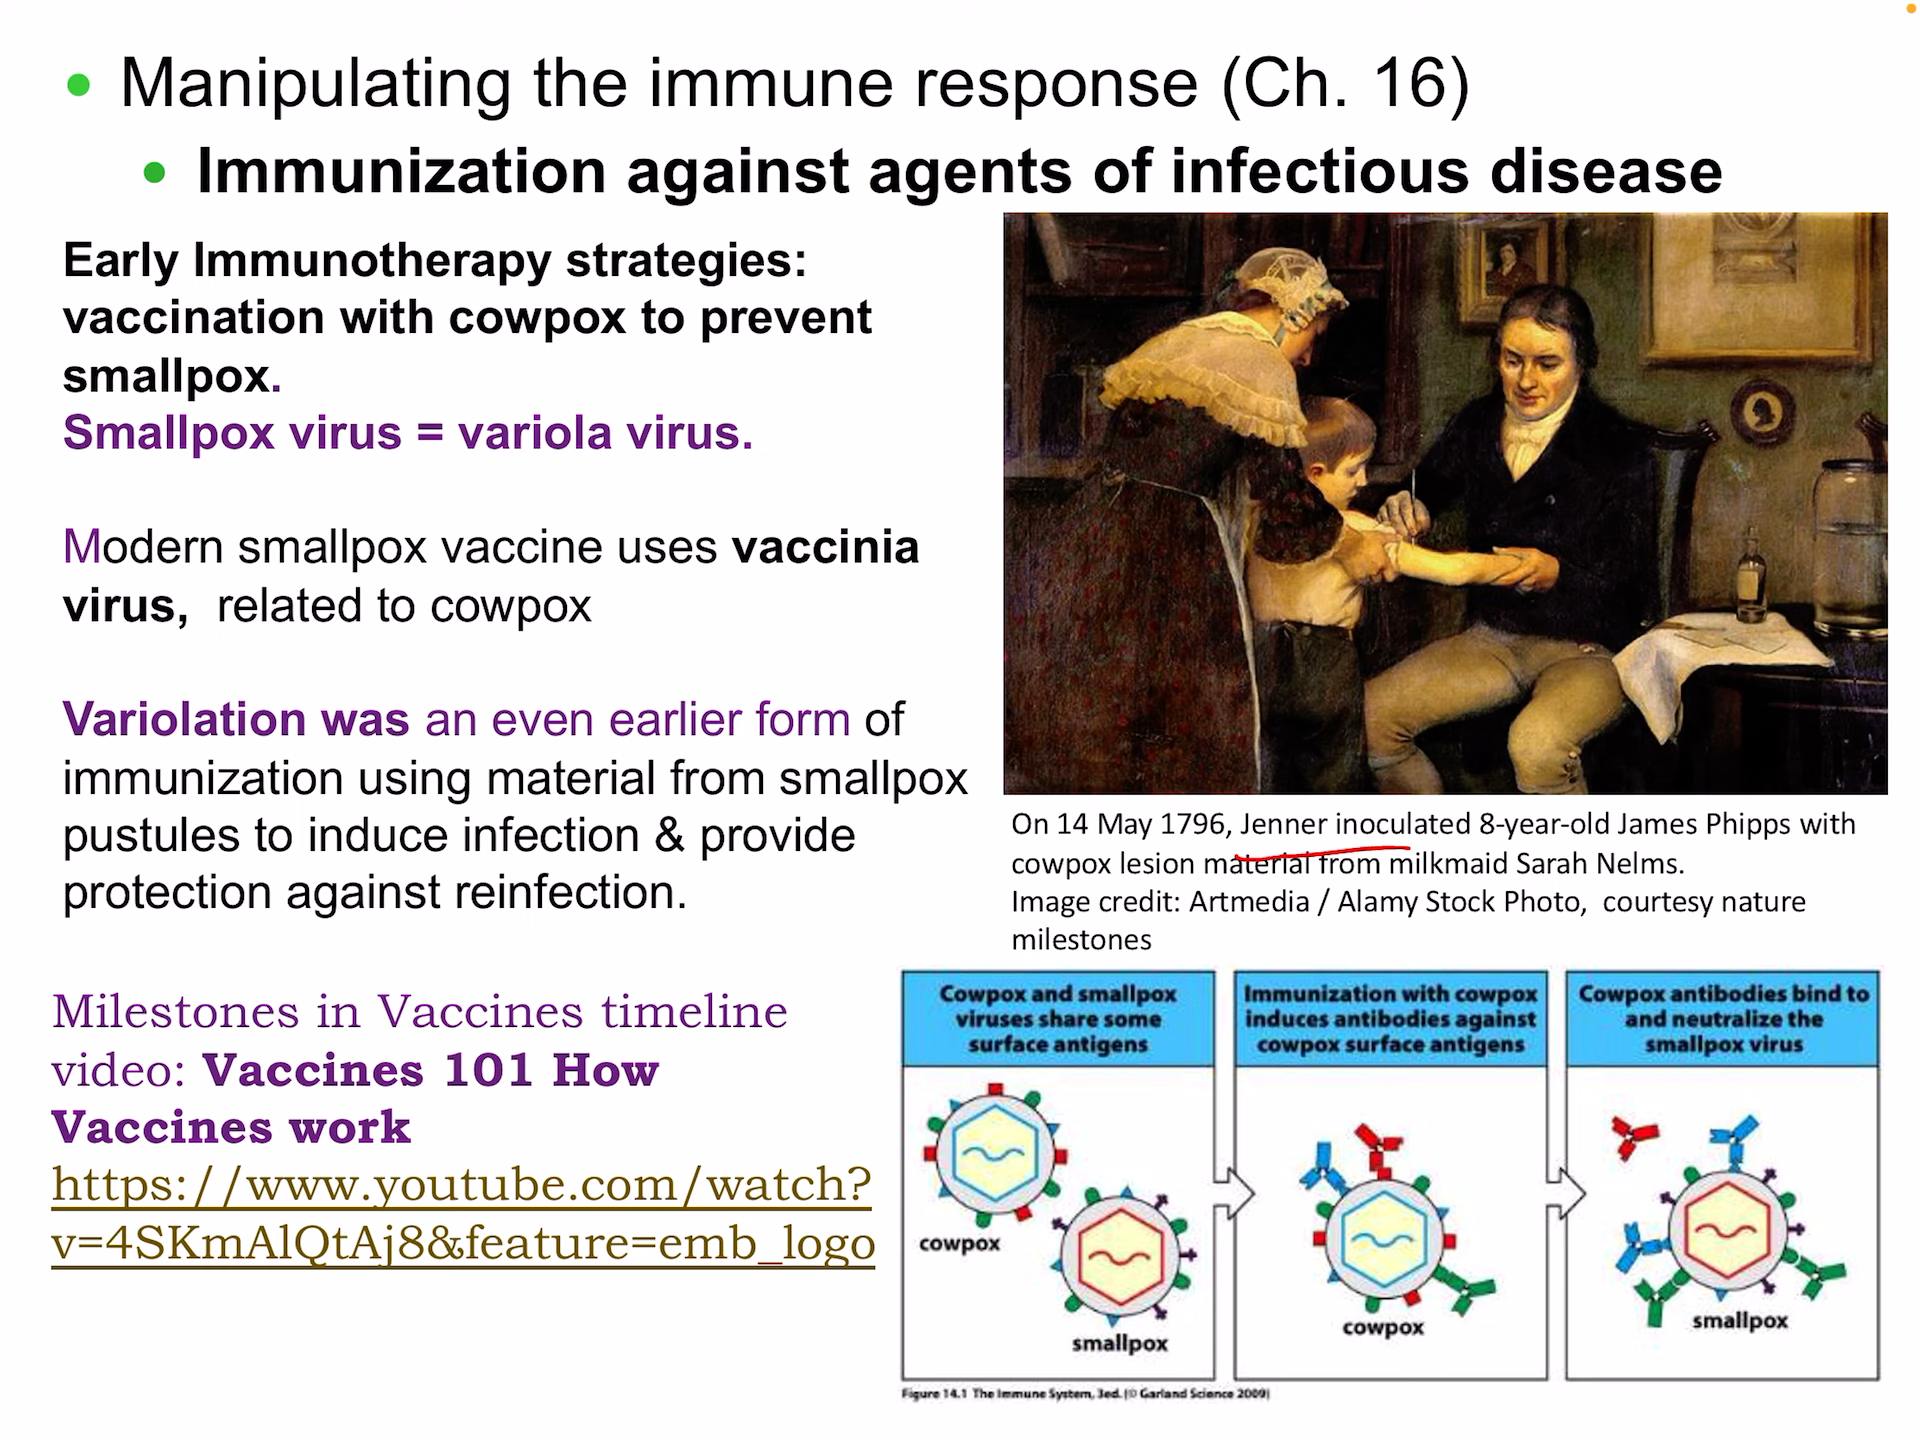 Manipulating the immune response (Ch. 16)
Immunization against agents of infectious disease
Early Immunotherapy strategies:
vaccination with cowpox to prevent
smallpox.
Smallpox virus = variola virus.
Modern smallpox vaccine uses vaccinia
virus,  related to cowpox
Variolation was an even earlier form of
immunization using material from smallpox
pustules to induce infection & provide
protection against reinfection.
Milestones in Vaccines timeline
video: Vaccines 101 How
Vaccines work
https://www.youtube.com/watch?
v=4SKmAlQtAj8&feature=emb_logo
On 14 May 1796, Jenner inoculated 8-year-old James Phipps with
cowpox lesion material from milkmaid Sarah Nelms.
Image credit: Artmedia / Alamy Stock Photo,  courtesy nature
milestones
Cowpox and smallpox
viruses share some
surface antigens
cowpox
smallpox
Immunization with cowpox
induces antibodies against
cowpox surface antigens
cowpox
Cowpox antibodies bind to
and neutralize the
smallpox virus
smallpox
Figure 14.1 The Immune System, 3ed. (© Garland Science 2009)